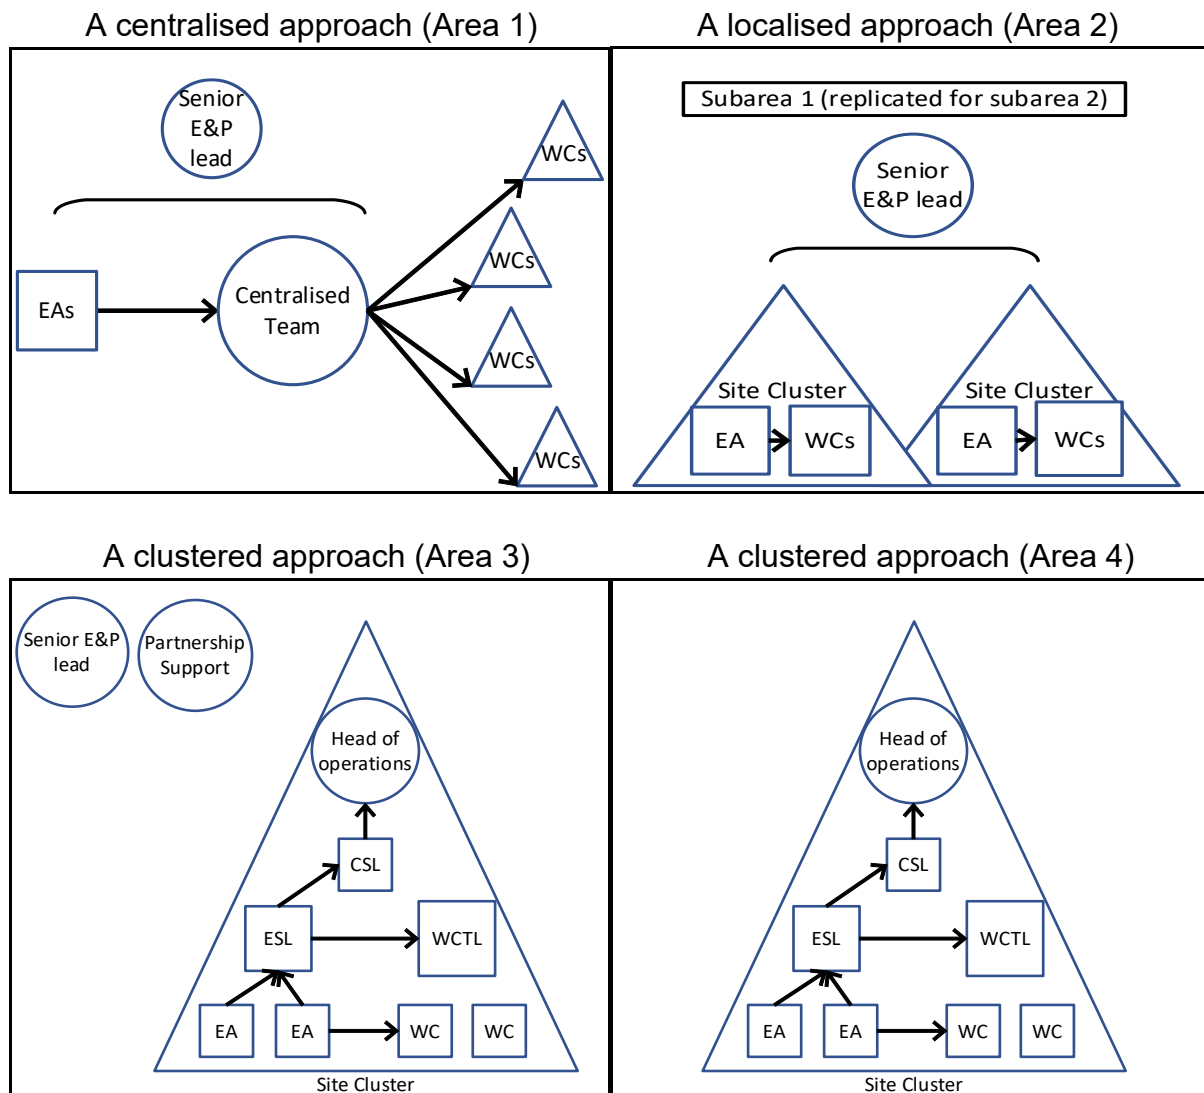 A centralised approach (Area 1)
Senior
E&P
lead
EAs
Centralised
Team
WCs
WCs
WCs
WCs
A localised approach (Area 2)
Subarea 1 (replicated for subarea 2)
Senior
E&P lead
Site Cluster
EA
WCs
Site Cluster
EA
WCs
A clustered approach (Area 3)
Senior E&P
lead
Partnership
Support
Head of
operations
CSL
ESL
WCTL
EA
EA
WC
WC
Site Cluster
A clustered approach (Area 4)
Head of
operations
CSL
ESL
WCTL
EA
EA
WC
WC
Site Cluster